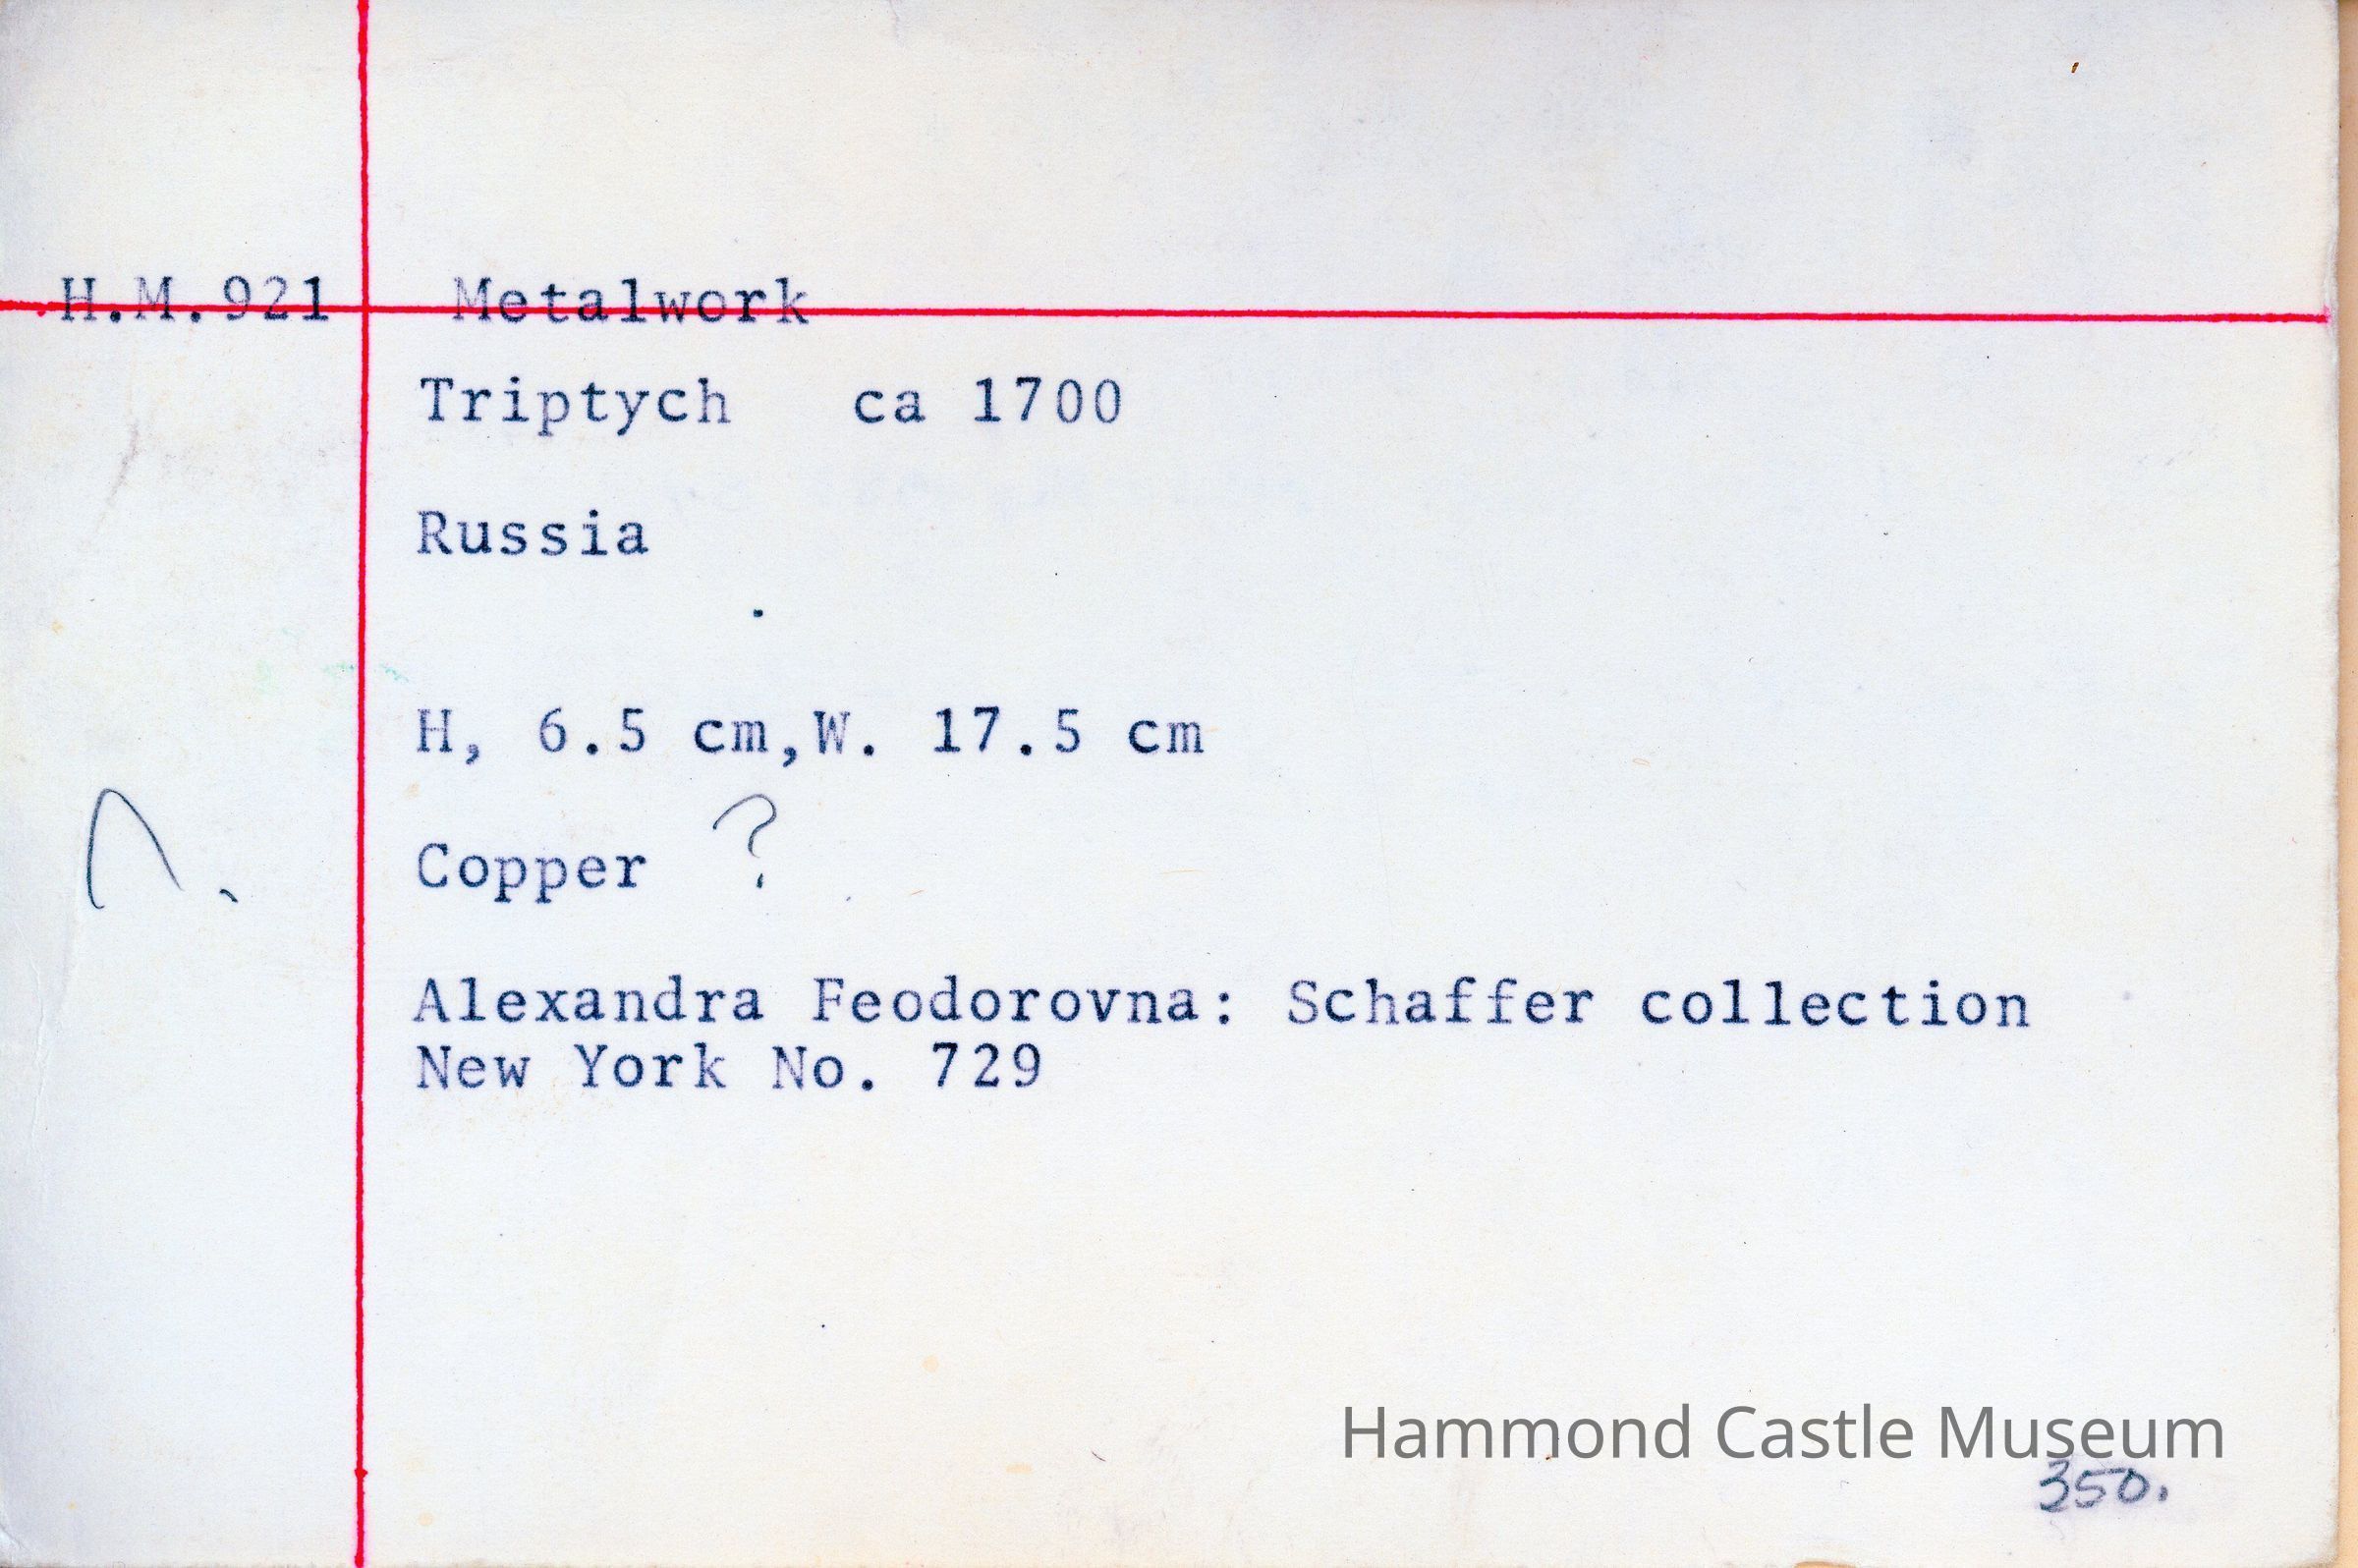 H.M.921 Metalwork
Triptych ca 1700
Russia
H, 6.5 cm,W. 17.5 cm
Copper ?
Alexandra Feodorovna: Schaffer collection
New York No. 729
Hammond Castle Museum
350.